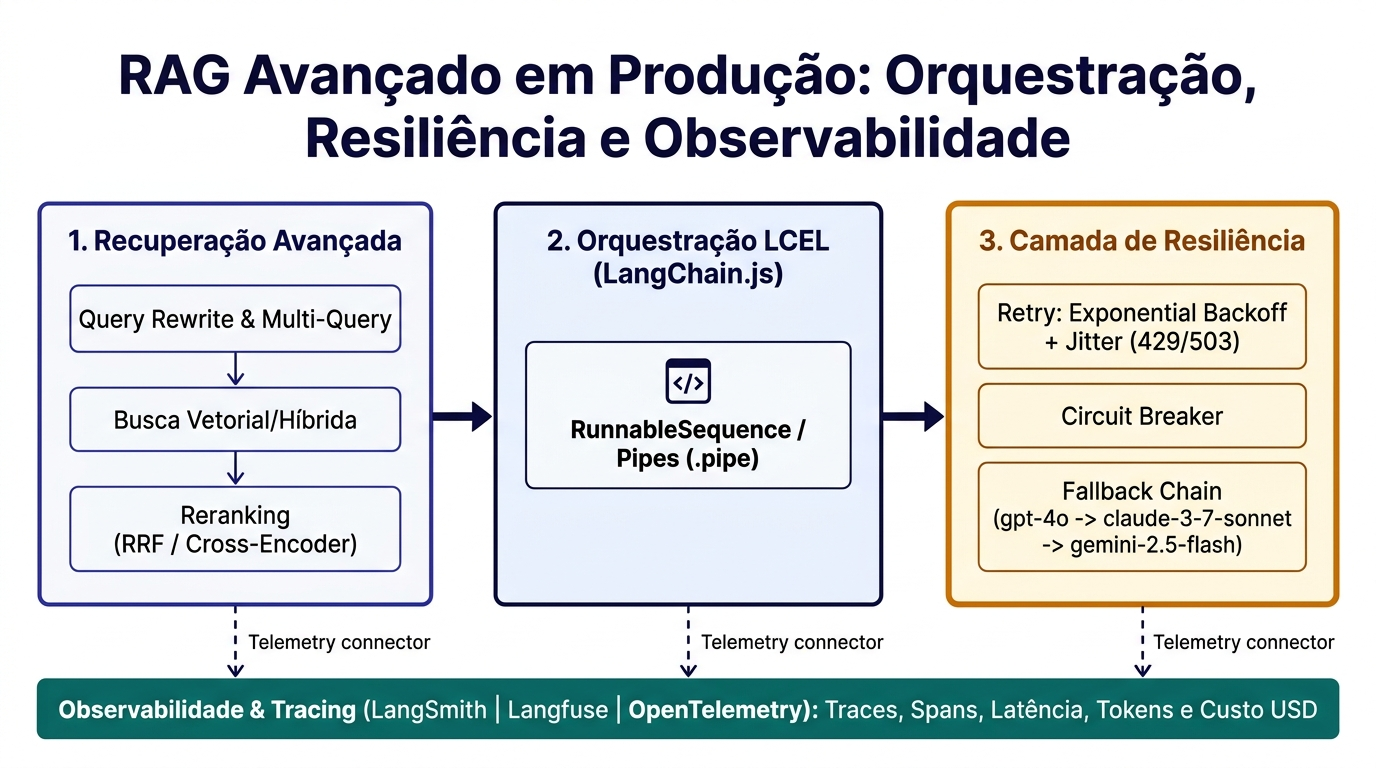 RAG Avançado em Produção: Orquestração,
Resiliência e Observabilidade
1. Recuperação Avançada
Query Rewrite & Multi-Query
Busca Vetorial/Híbrida
Reranking
(RRF / Cross-Encoder)
2. Orquestração LCEL
(LangChain.js)
</>
RunnableSequence /
Pipes (.pipe)
3. Camada de Resiliência
Retry: Exponential Backoff
+ Jitter (429/503)
Circuit Breaker
Fallback Chain
(gpt-4o -> claude-3-7-sonnet
-> gemini-2.5-flash)
Telemetry connector
Telemetry connector
Telemetry connector
Observabilidade & Tracing (LangSmith | Langfuse | OpenTelemetry): Traces, Spans, Latência, Tokens e Custo USD